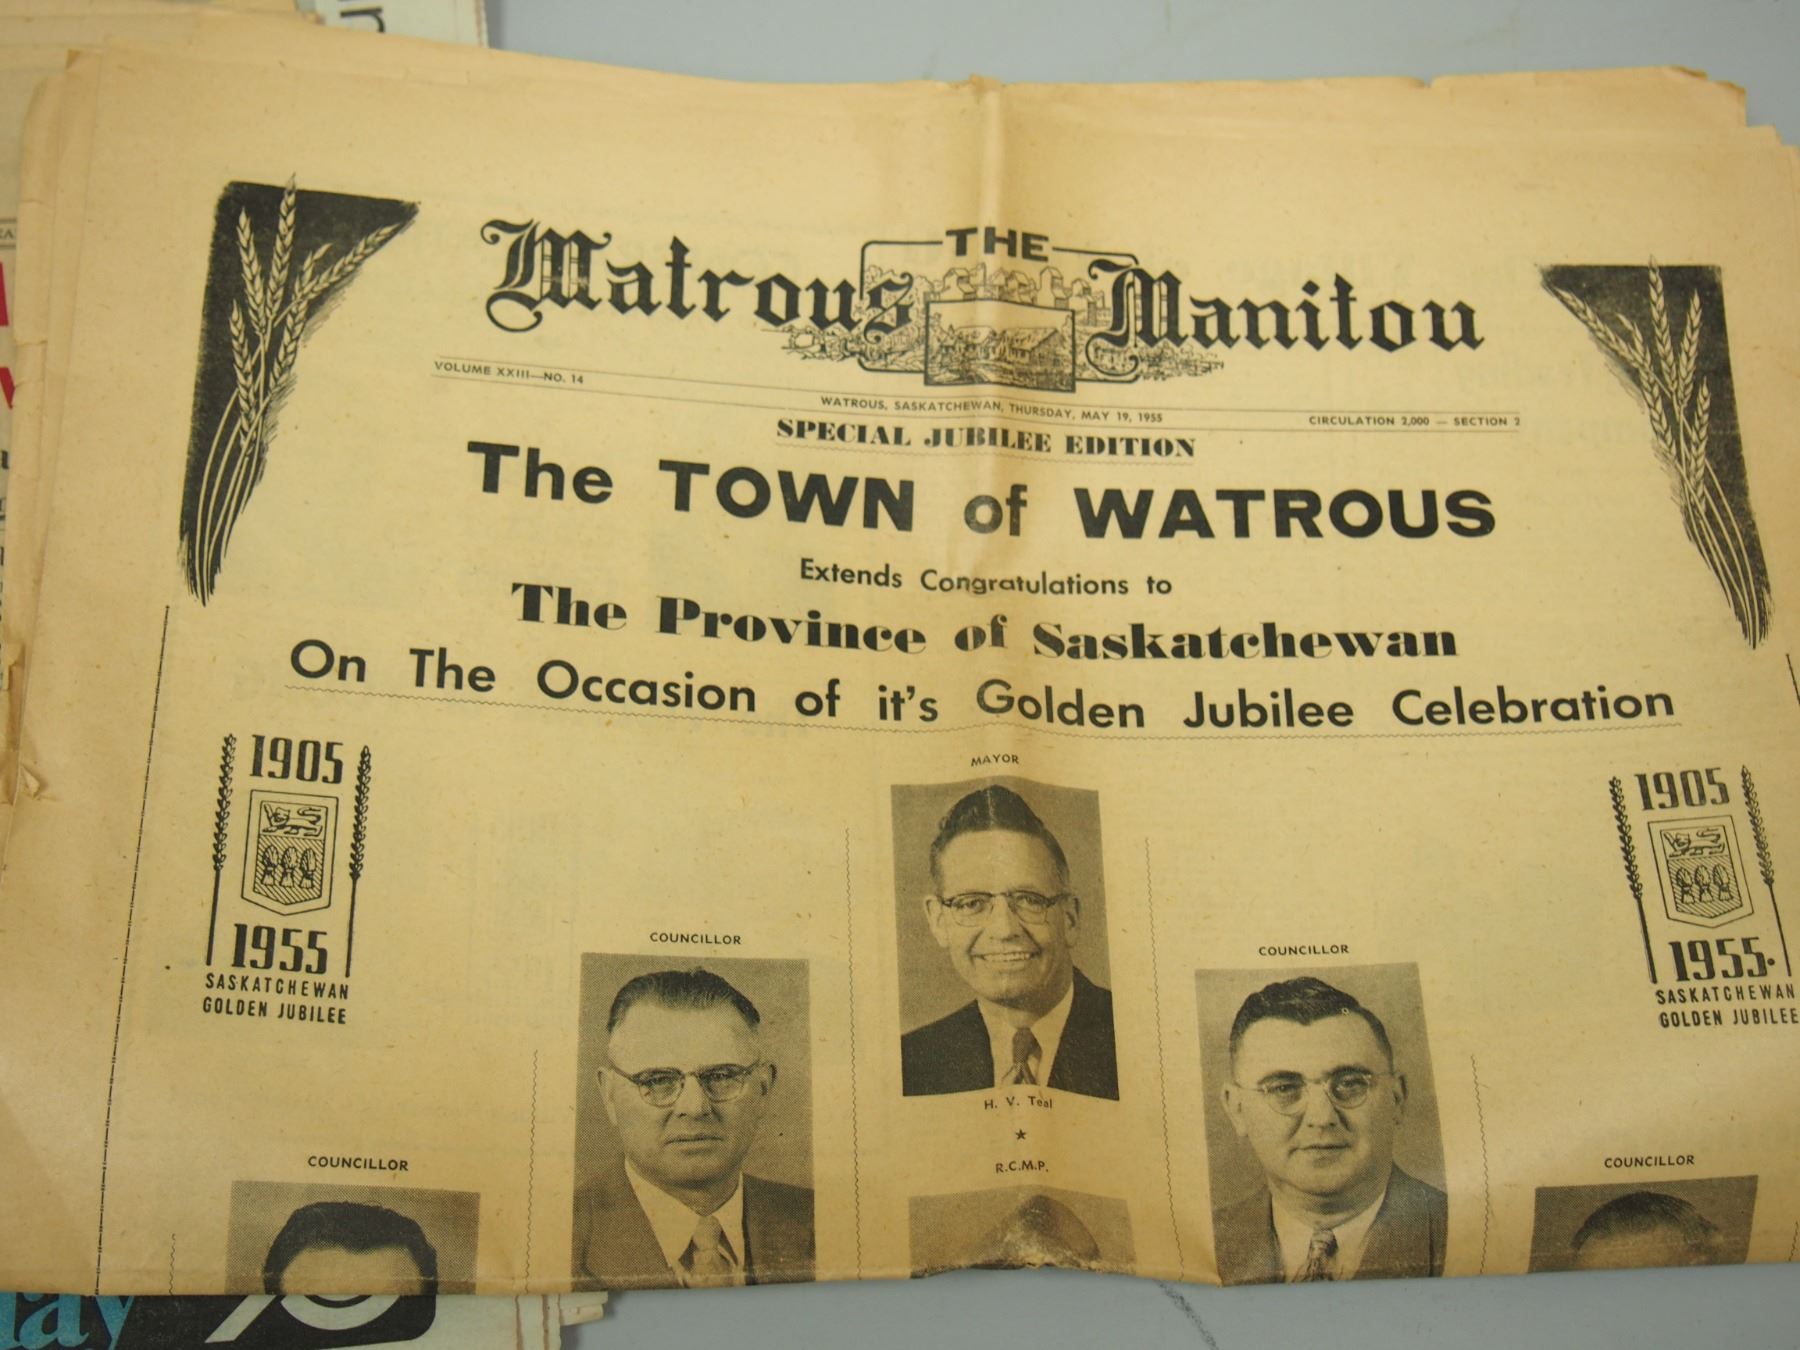 THE
Watrous Manitou
VOLUME XXIII—NO. 14
WATROUS, SASKATCHEWAN, THURSDAY, MAY 19, 1955
CIRCULATION 2,000 — SECTION 2
SPECIAL JUBILEE EDITION
The TOWN of WATROUS
Extends Congratulations to
The Province of Saskatchewan
On The Occasion of it's Golden Jubilee Celebration
1905
1955
SASKATCHEWAN
GOLDEN JUBILEE
1905
1955
SASKATCHEWAN
GOLDEN JUBILEE
MAYOR
H. V. Teal
R.C.M.P.
COUNCILLOR
COUNCILLOR
COUNCILLOR
COUNCILLOR